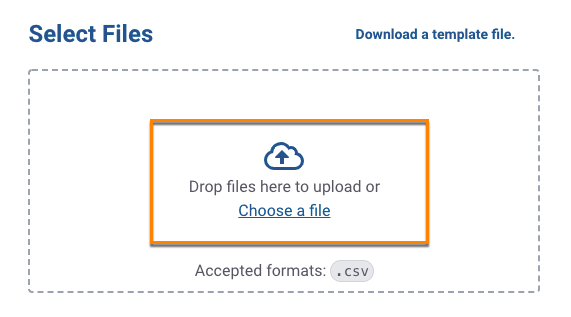 Select Files
Download a template file.
Drop files here to upload or
Choose a file
Accepted formats: .csv